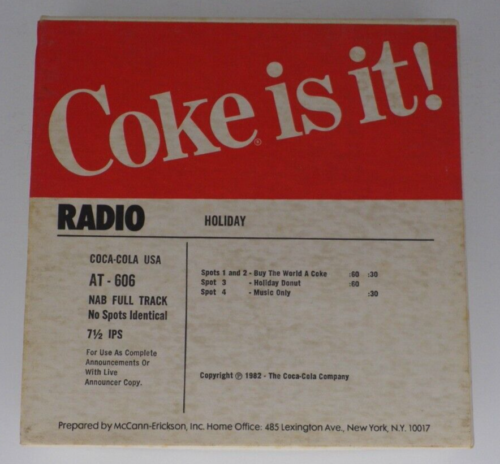 Coke is it!
®
RADIO HOLIDAY
COCA-COLA USA
AT - 606
NAB FULL TRACK
No Spots Identical
7½ IPS
For Use As Complete
Announcements Or
With Live
Announcer Copy.
Spots 1 and 2 - Buy The World A Coke :60 :30
Spot 3 - Holiday Donut :60
Spot 4 - Music Only :30
Copyright Ⓟ 1982 - The Coca-Cola Company
Prepared by McCann-Erickson, Inc. Home Office: 485 Lexington Ave., New York, N.Y. 10017